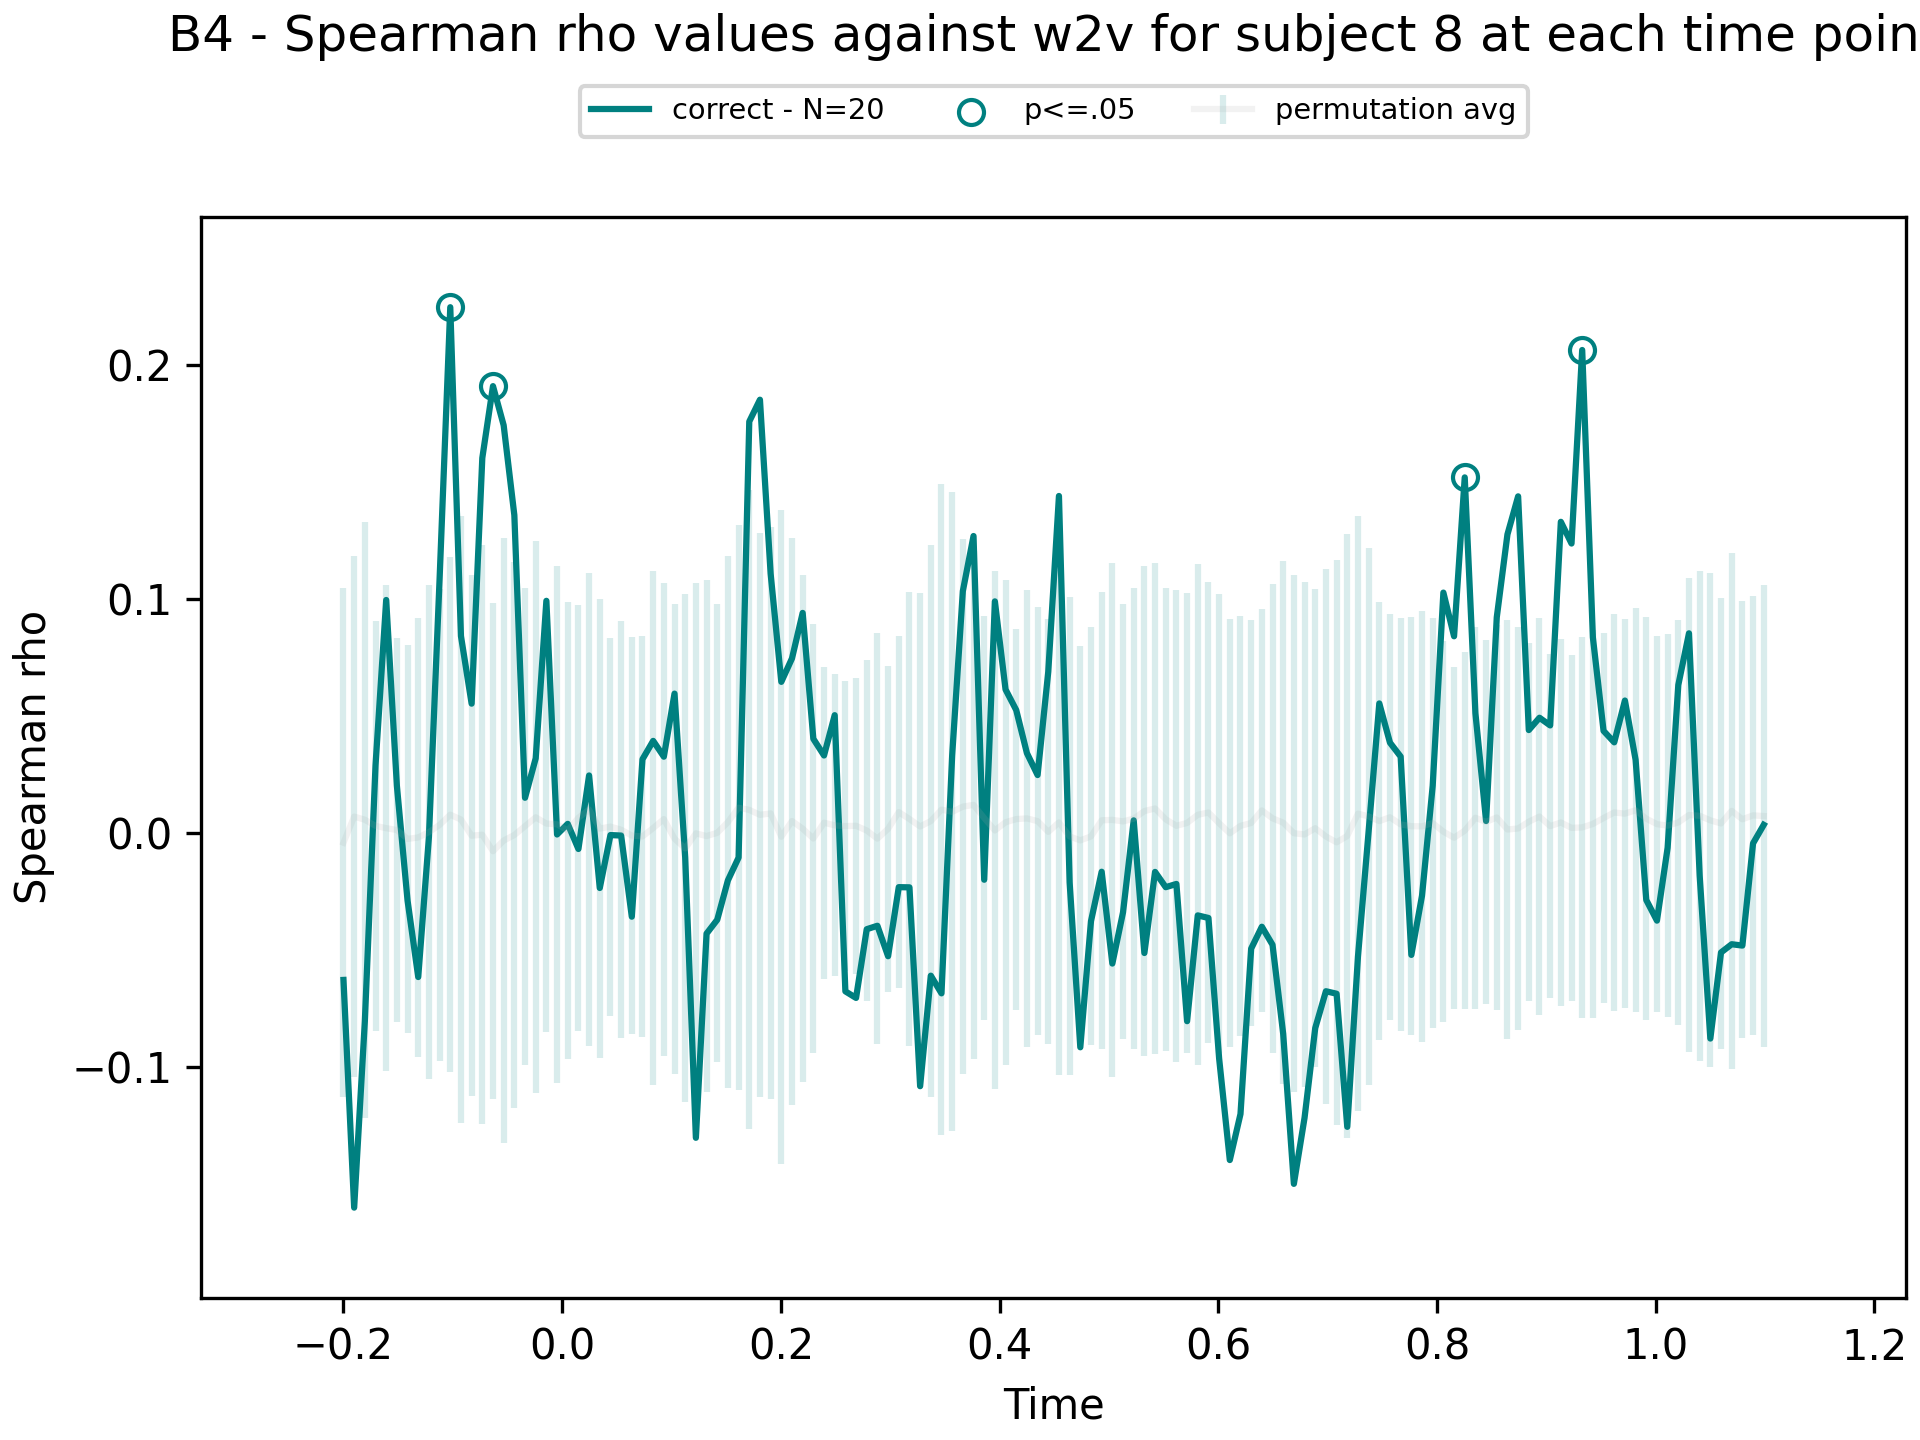 B4 - Spearman rho values against w2v for subject 8 at each time poin
correct - N=20 p<=.05 permutation avg
Spearman rho
0.2
0.1
0.0
−0.1
−0.2 0.0 0.2 0.4 0.6 0.8 1.0 1.2
Time